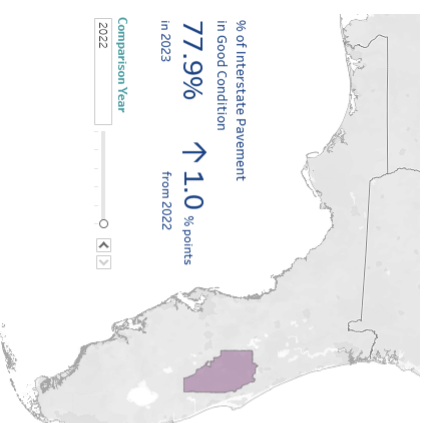 % of Interstate Pavement
in Good Condition
77.9% ↑ 1.0 % points
in 2023 from 2022
Comparison Year
2022